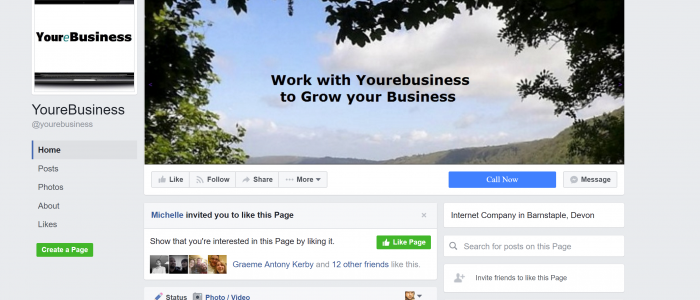 YoureBusiness
Work with Yourebusiness
to Grow your Business
YoureBusiness
@yourebusiness
Home
Posts
Photos
About
Likes
Create a Page
Like
Follow
Share
More
Call Now
Message
Michelle invited you to like this Page
Show that you're interested in this Page by liking it.
Like Page
Graeme Antony Kerby and 12 other friends like this.
Status
Photo / Video
Internet Company in Barnstaple, Devon
Search for posts on this Page
Invite friends to like this Page